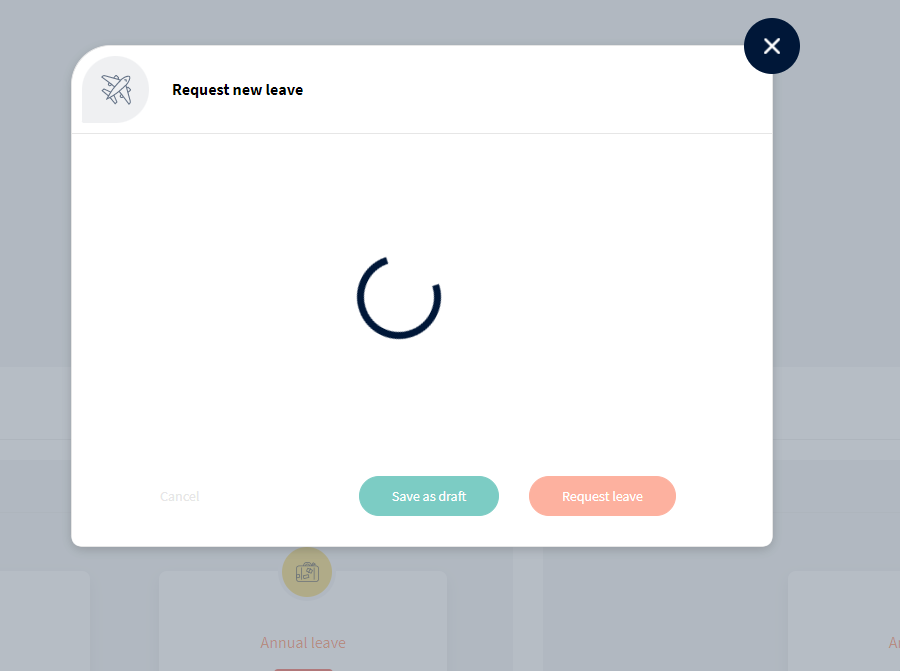 Request new leave
Cancel
Save as draft
Request leave
Annual leave